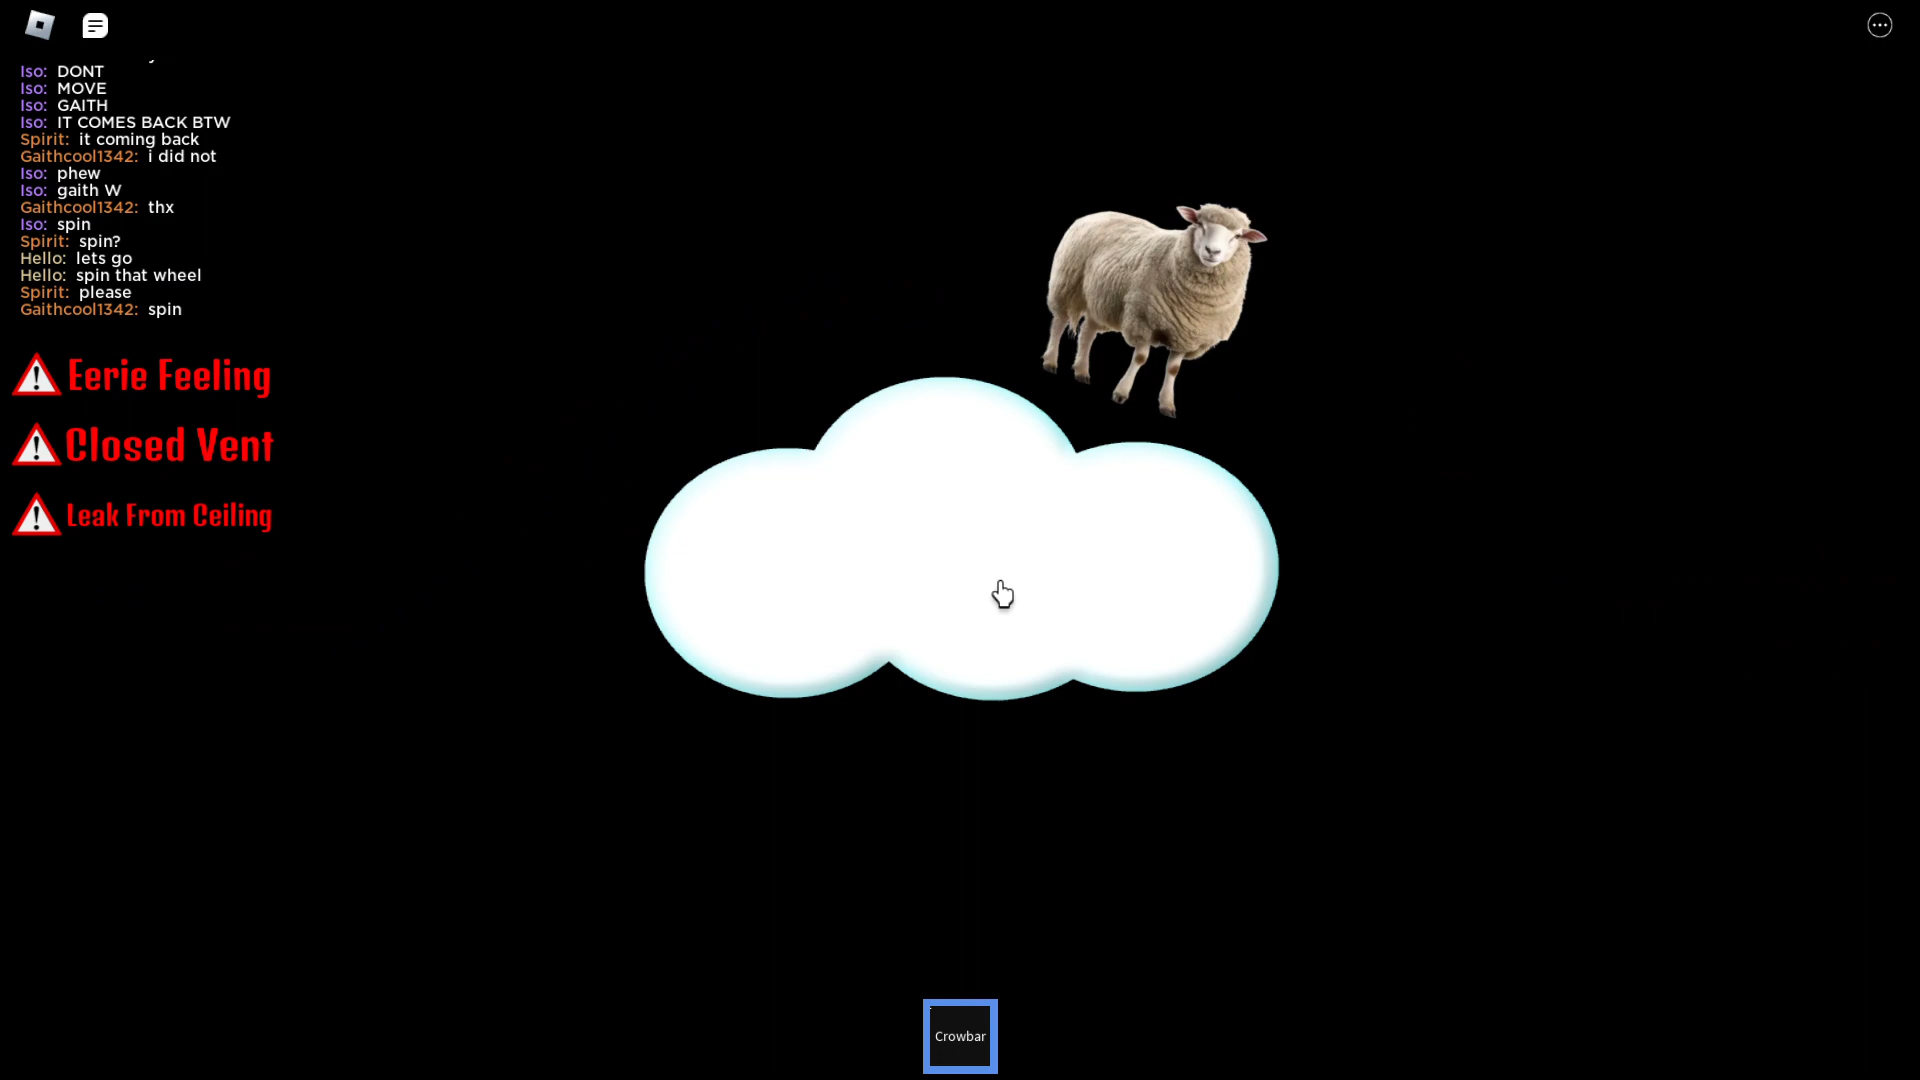 Iso: DONT
Iso: MOVE
Iso: GAITH
Iso: IT COMES BACK BTW
Spirit: it coming back
Gaithcool1342: i did not
Iso: phew
Iso: gaith W
Gaithcool1342: thx
Iso: spin
Spirit: spin?
Hello: lets go
Hello: spin that wheel
Spirit: please
Gaithcool1342: spin
Eerie Feeling
Closed Vent
Leak From Ceiling
Crowbar